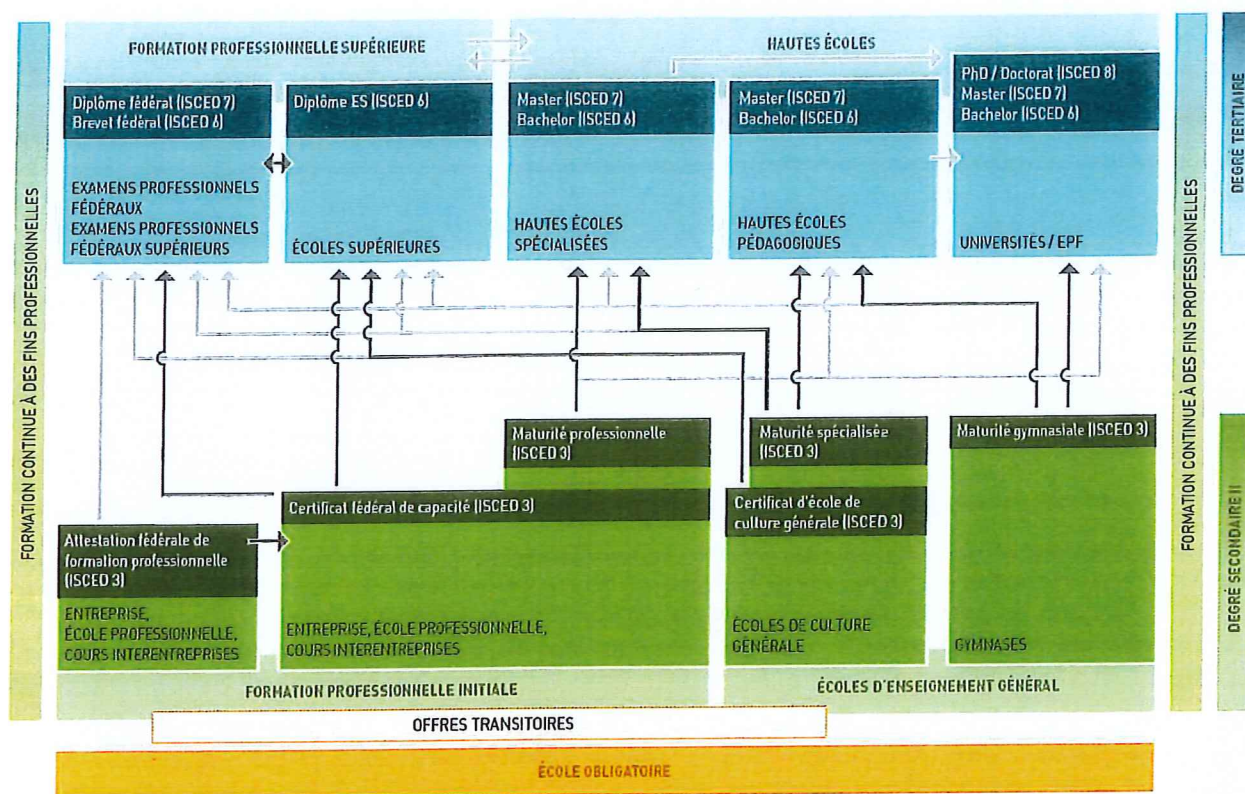 FORMATION PROFESSIONNELLE SUPÉRIEURE
HAUTES ÉCOLES
Diplôme fédéral (ISCED 7)
Brevet fédéral (ISCED 6)
EXAMENS PROFESSIONNELS
FÉDÉRAUX
EXAMENS PROFESSIONNELS
FÉDÉRAUX SUPÉRIEURS
Diplôme ES (ISCED 6)
ÉCOLES SUPÉRIEURES
Master (ISCED 7)
Bachelor (ISCED 6)
HAUTES ÉCOLES
SPÉCIALISÉES
Master (ISCED 7)
Bachelor (ISCED 6)
HAUTES ÉCOLES
PÉDAGOGIQUES
PhD / Doctorat (ISCED 8)
Master (ISCED 7)
Bachelor (ISCED 6)
UNIVERSITÉS / EPF
FORMATION CONTINUE À DES FINS PROFESSIONNELLES
FORMATION CONTINUE À DES FINS PROFESSIONNELLES
DEGRÉ TERTIAIRE
DEGRÉ SECONDAIRE II
Attestation fédérale de
formation professionnelle
(ISCED 3)
ENTREPRISE,
ÉCOLE PROFESSIONNELLE,
COURS INTERENTREPRISES
Maturité professionnelle
(ISCED 3)
Certificat fédéral de capacité (ISCED 3)
ENTREPRISE, ÉCOLE PROFESSIONNELLE,
COURS INTERENTREPRISES
Maturité spécialisée
(ISCED 3)
Certificat d'école de
culture générale (ISCED 3)
ÉCOLES DE CULTURE
GÉNÉRALE
Maturité gymnasiale (ISCED 3)
GYMNASES
FORMATION PROFESSIONNELLE INITIALE
ÉCOLES D'ENSEIGNEMENT GÉNÉRAL
OFFRES TRANSITOIRES
ÉCOLE OBLIGATOIRE